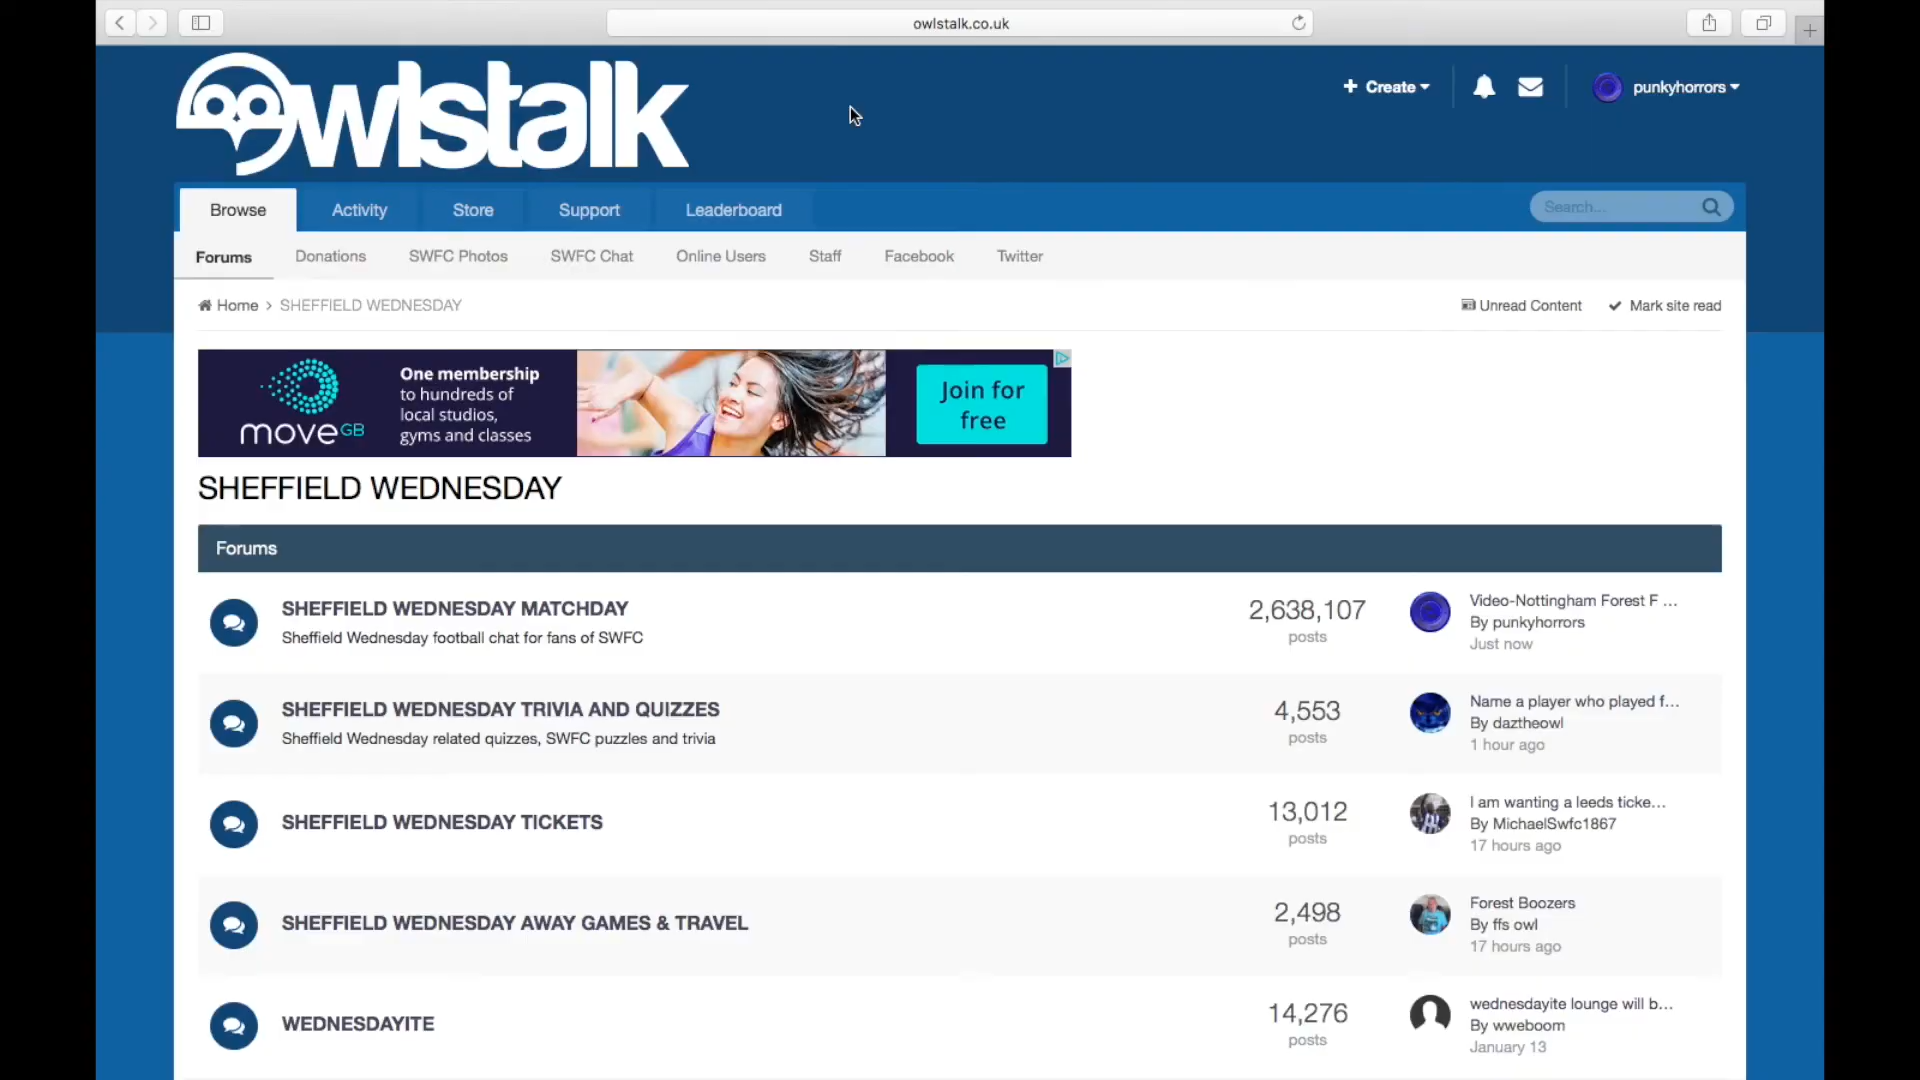 owlstalk.co.uk
owlstalk
Create
punkyhorrors
Browse
Activity
Store
Support
Leaderboard
Search...
Forums
Donations
SWFC Photos
SWFC Chat
Online Users
Staff
Facebook
Twitter
Home > SHEFFIELD WEDNESDAY
Unread Content
Mark site read
moveGB
One membership
to hundreds of
local studios,
gyms and classes
Join for
free
SHEFFIELD WEDNESDAY
Forums
SHEFFIELD WEDNESDAY MATCHDAY
Sheffield Wednesday football chat for fans of SWFC
2,638,107
posts
Video-Nottingham Forest F ...
By punkyhorrors
Just now
SHEFFIELD WEDNESDAY TRIVIA AND QUIZZES
Sheffield Wednesday related quizzes, SWFC puzzles and trivia
4,553
posts
Name a player who played f...
By daztheowl
1 hour ago
SHEFFIELD WEDNESDAY TICKETS
13,012
posts
I am wanting a leeds ticke...
By MichaelSwfc1867
17 hours ago
SHEFFIELD WEDNESDAY AWAY GAMES & TRAVEL
2,498
posts
Forest Boozers
By ffs owl
17 hours ago
WEDNESDAYITE
14,276
posts
wednesdayite lounge will b...
By wweboom
January 13